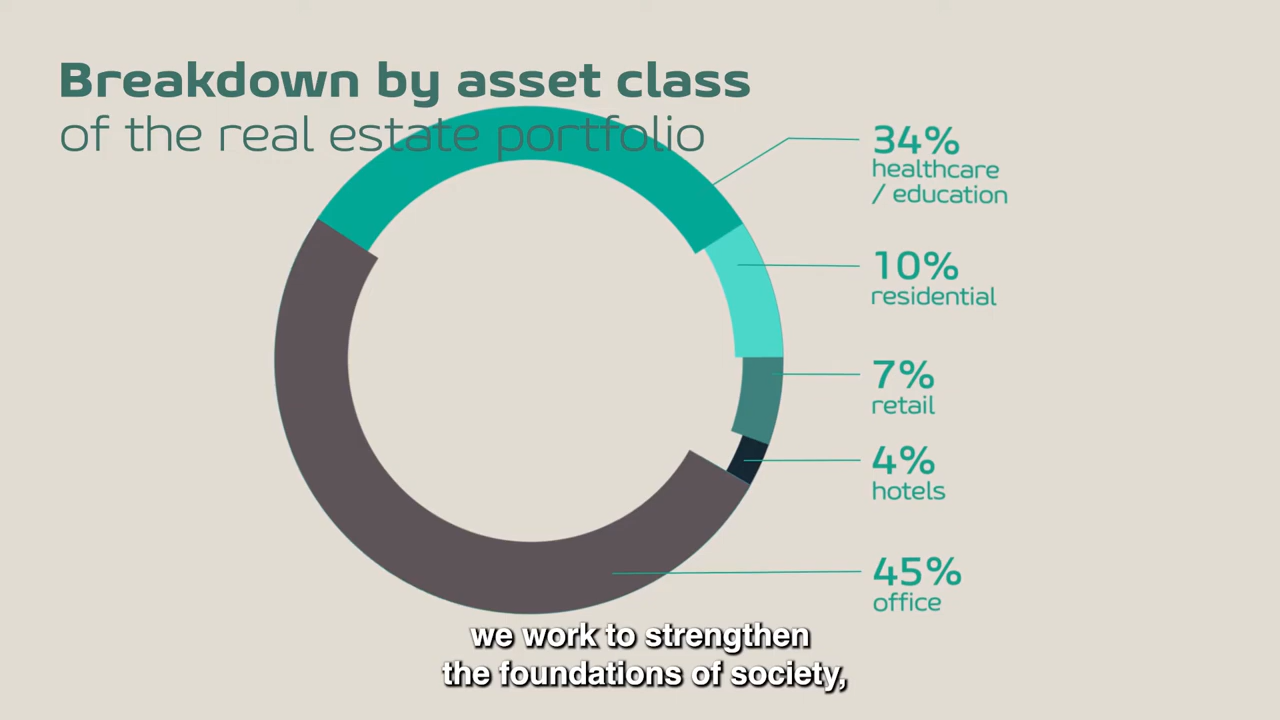 Breakdown by asset class
of the real estate portfolio
34%
healthcare
/ education
10%
residential
7%
retail
4%
hotels
45%
office
we work to strengthen
the foundations of society,